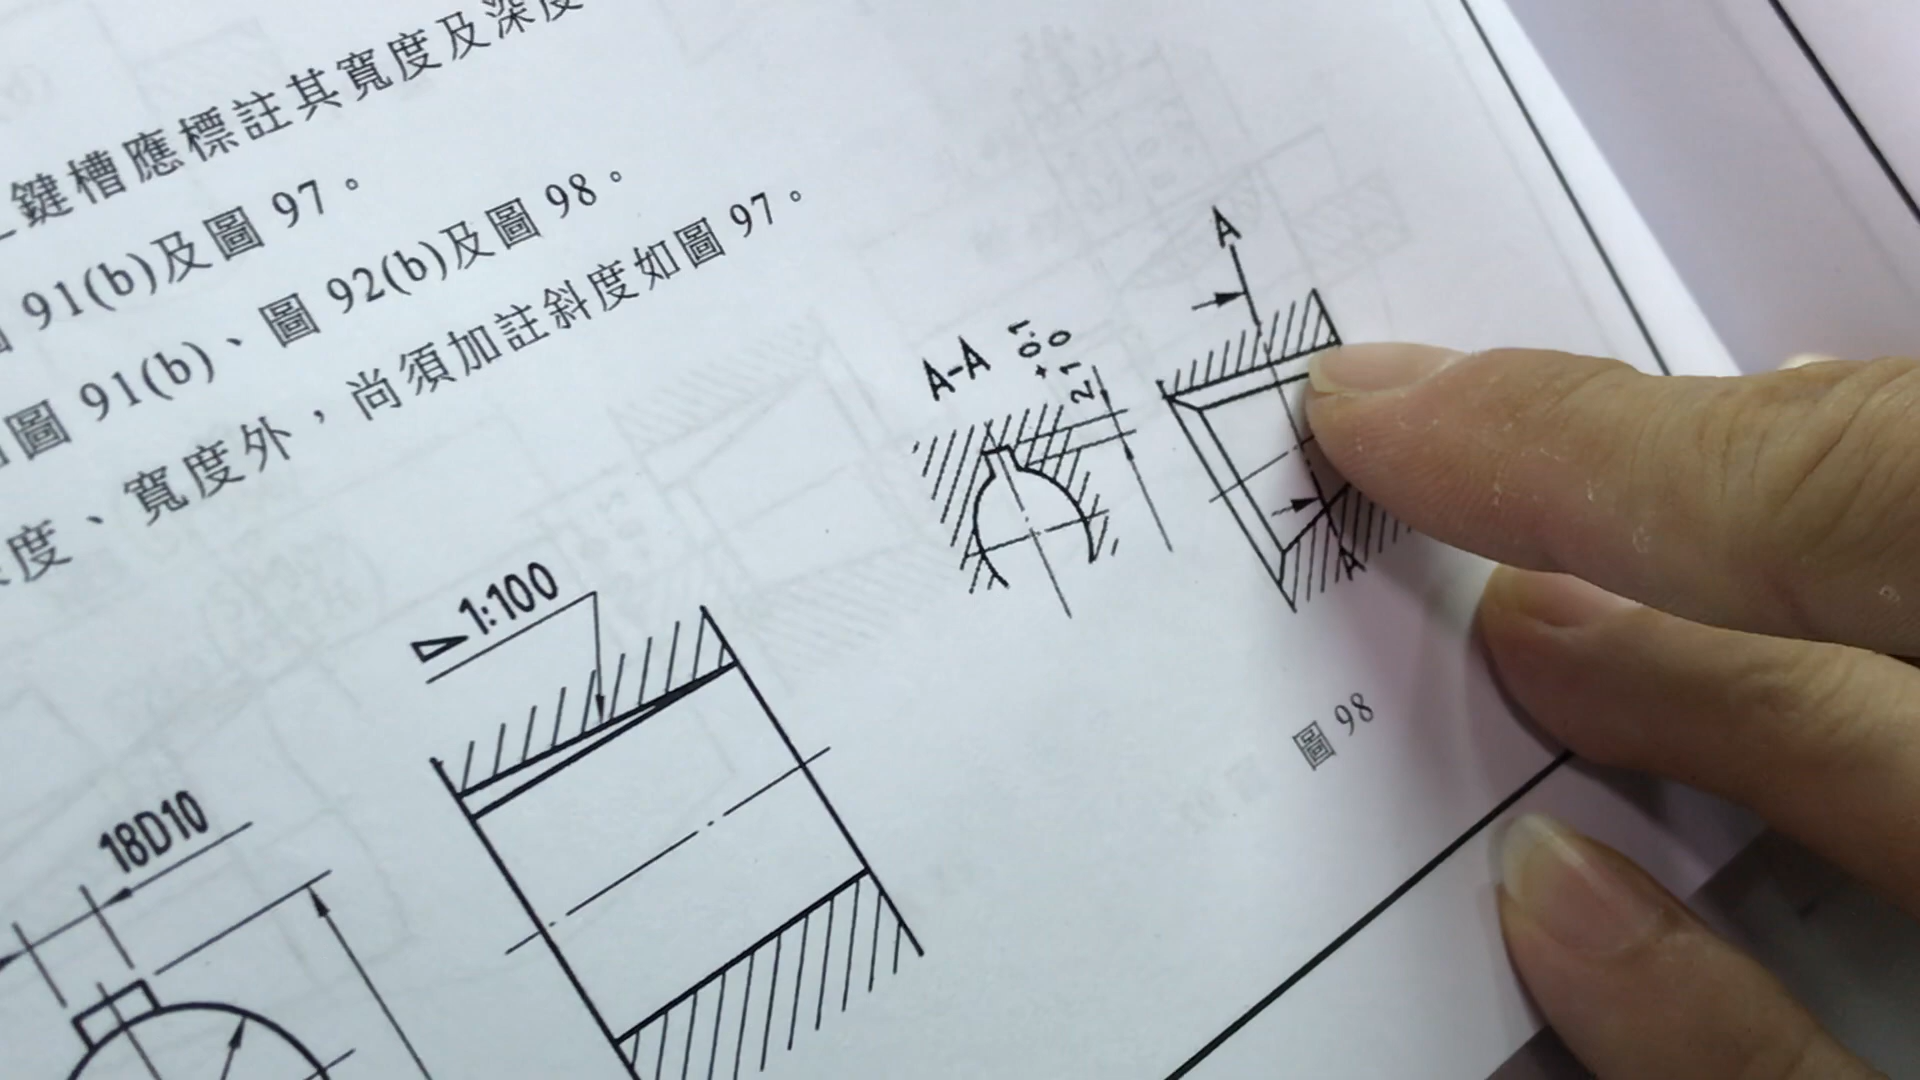 鍵槽應標註其寬度及深度
91(b)及圖 97。
圖 91(b)、圖 92(b)及圖 98。
度、寬度外，尚須加註斜度如圖 97。
A
A-A
+0.1
2.1 0
A
1:100
圖 98
18D10